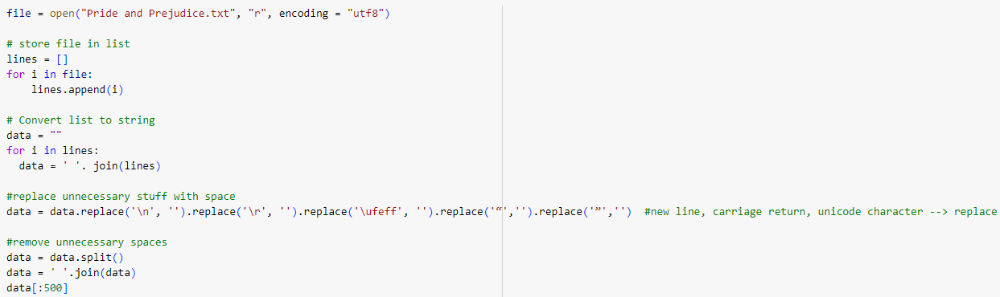 file = open("Pride and Prejudice.txt", "r", encoding = "utf8")

# store file in list
lines = []
for i in file:
    lines.append(i)

# Convert list to string
data = ""
for i in lines:
  data = ' '. join(lines)

#replace unnecessary stuff with space
data = data.replace('\n', '').replace('\r', '').replace('\ufeff', '').replace('“','').replace('”','')  #new line, carriage return, unicode character --> replace

#remove unnecessary spaces
data = data.split()
data = ' '.join(data)
data[:500]